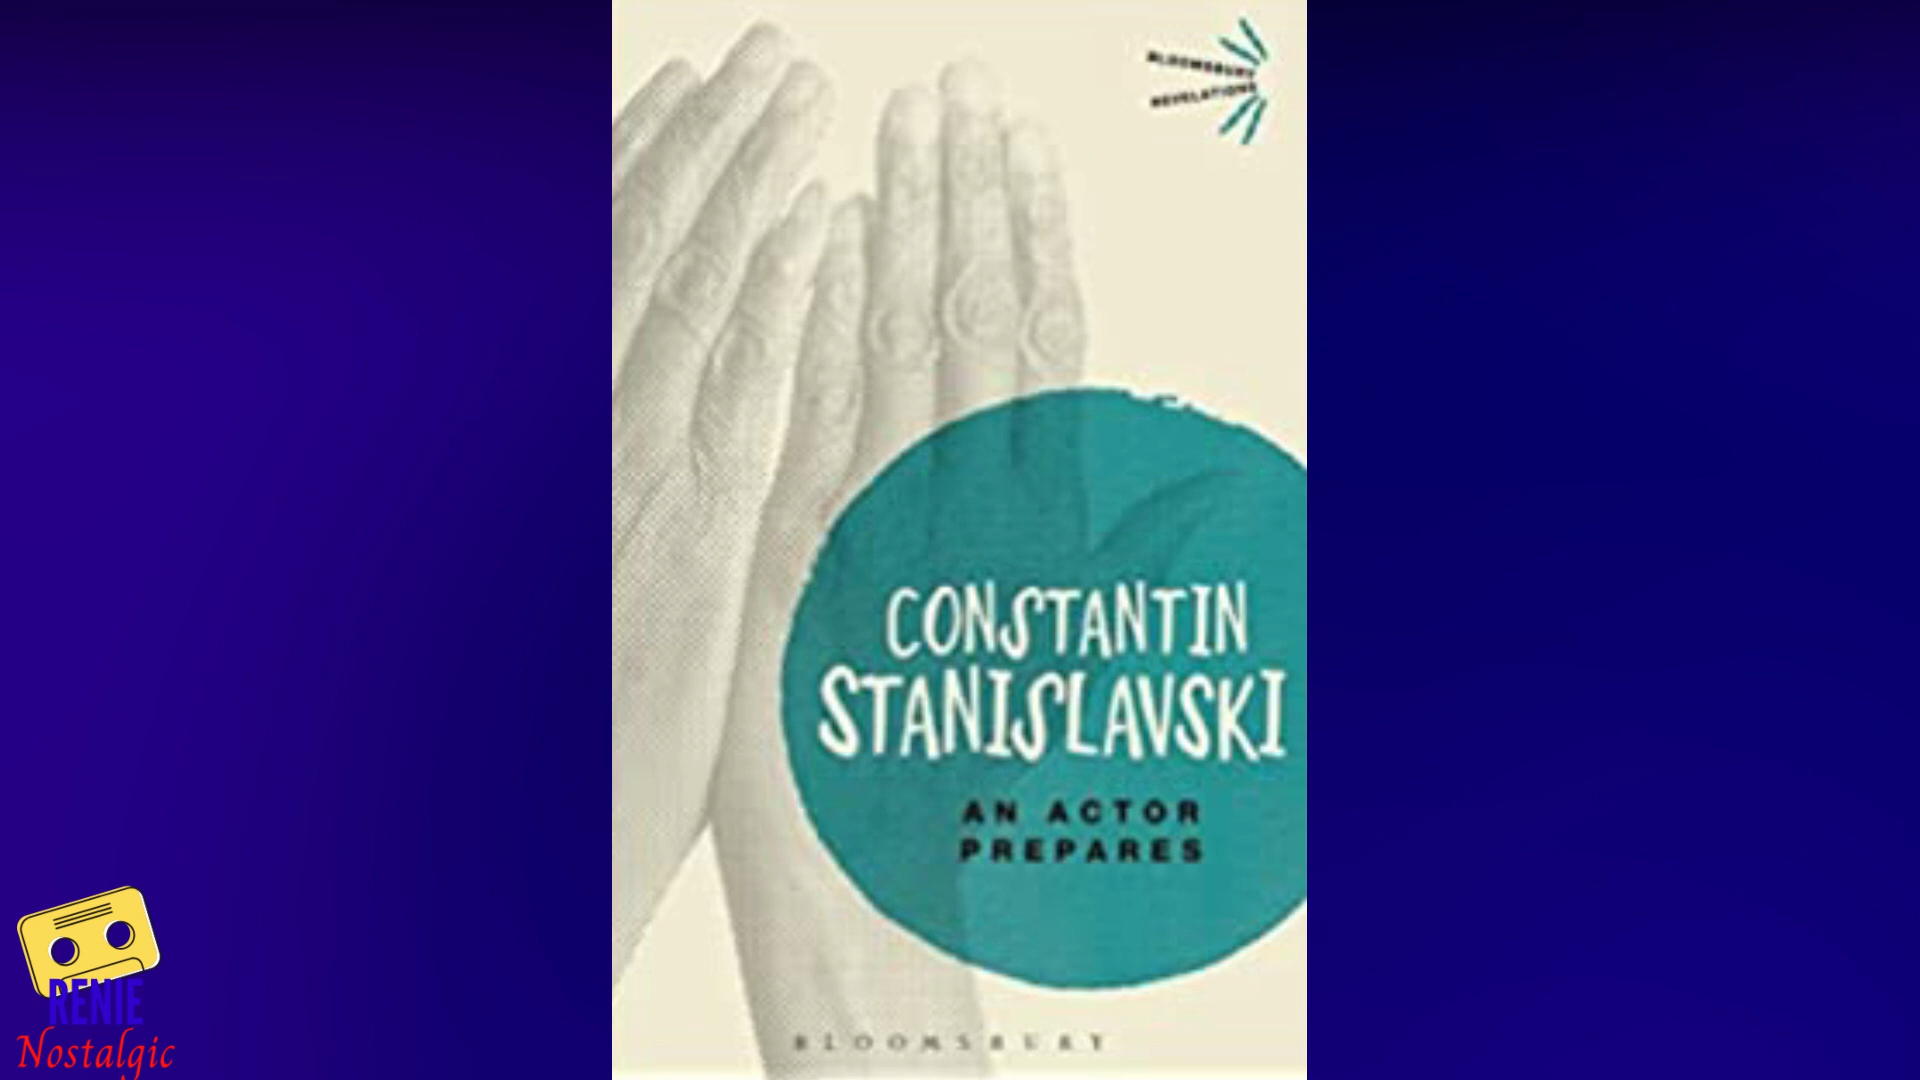 BLOOMSBURY
REVELATIONS
CONSTANTIN
STANISLAVSKI
AN ACTOR
PREPARES
BLOOMSBURY
RENIE
Nostalgic